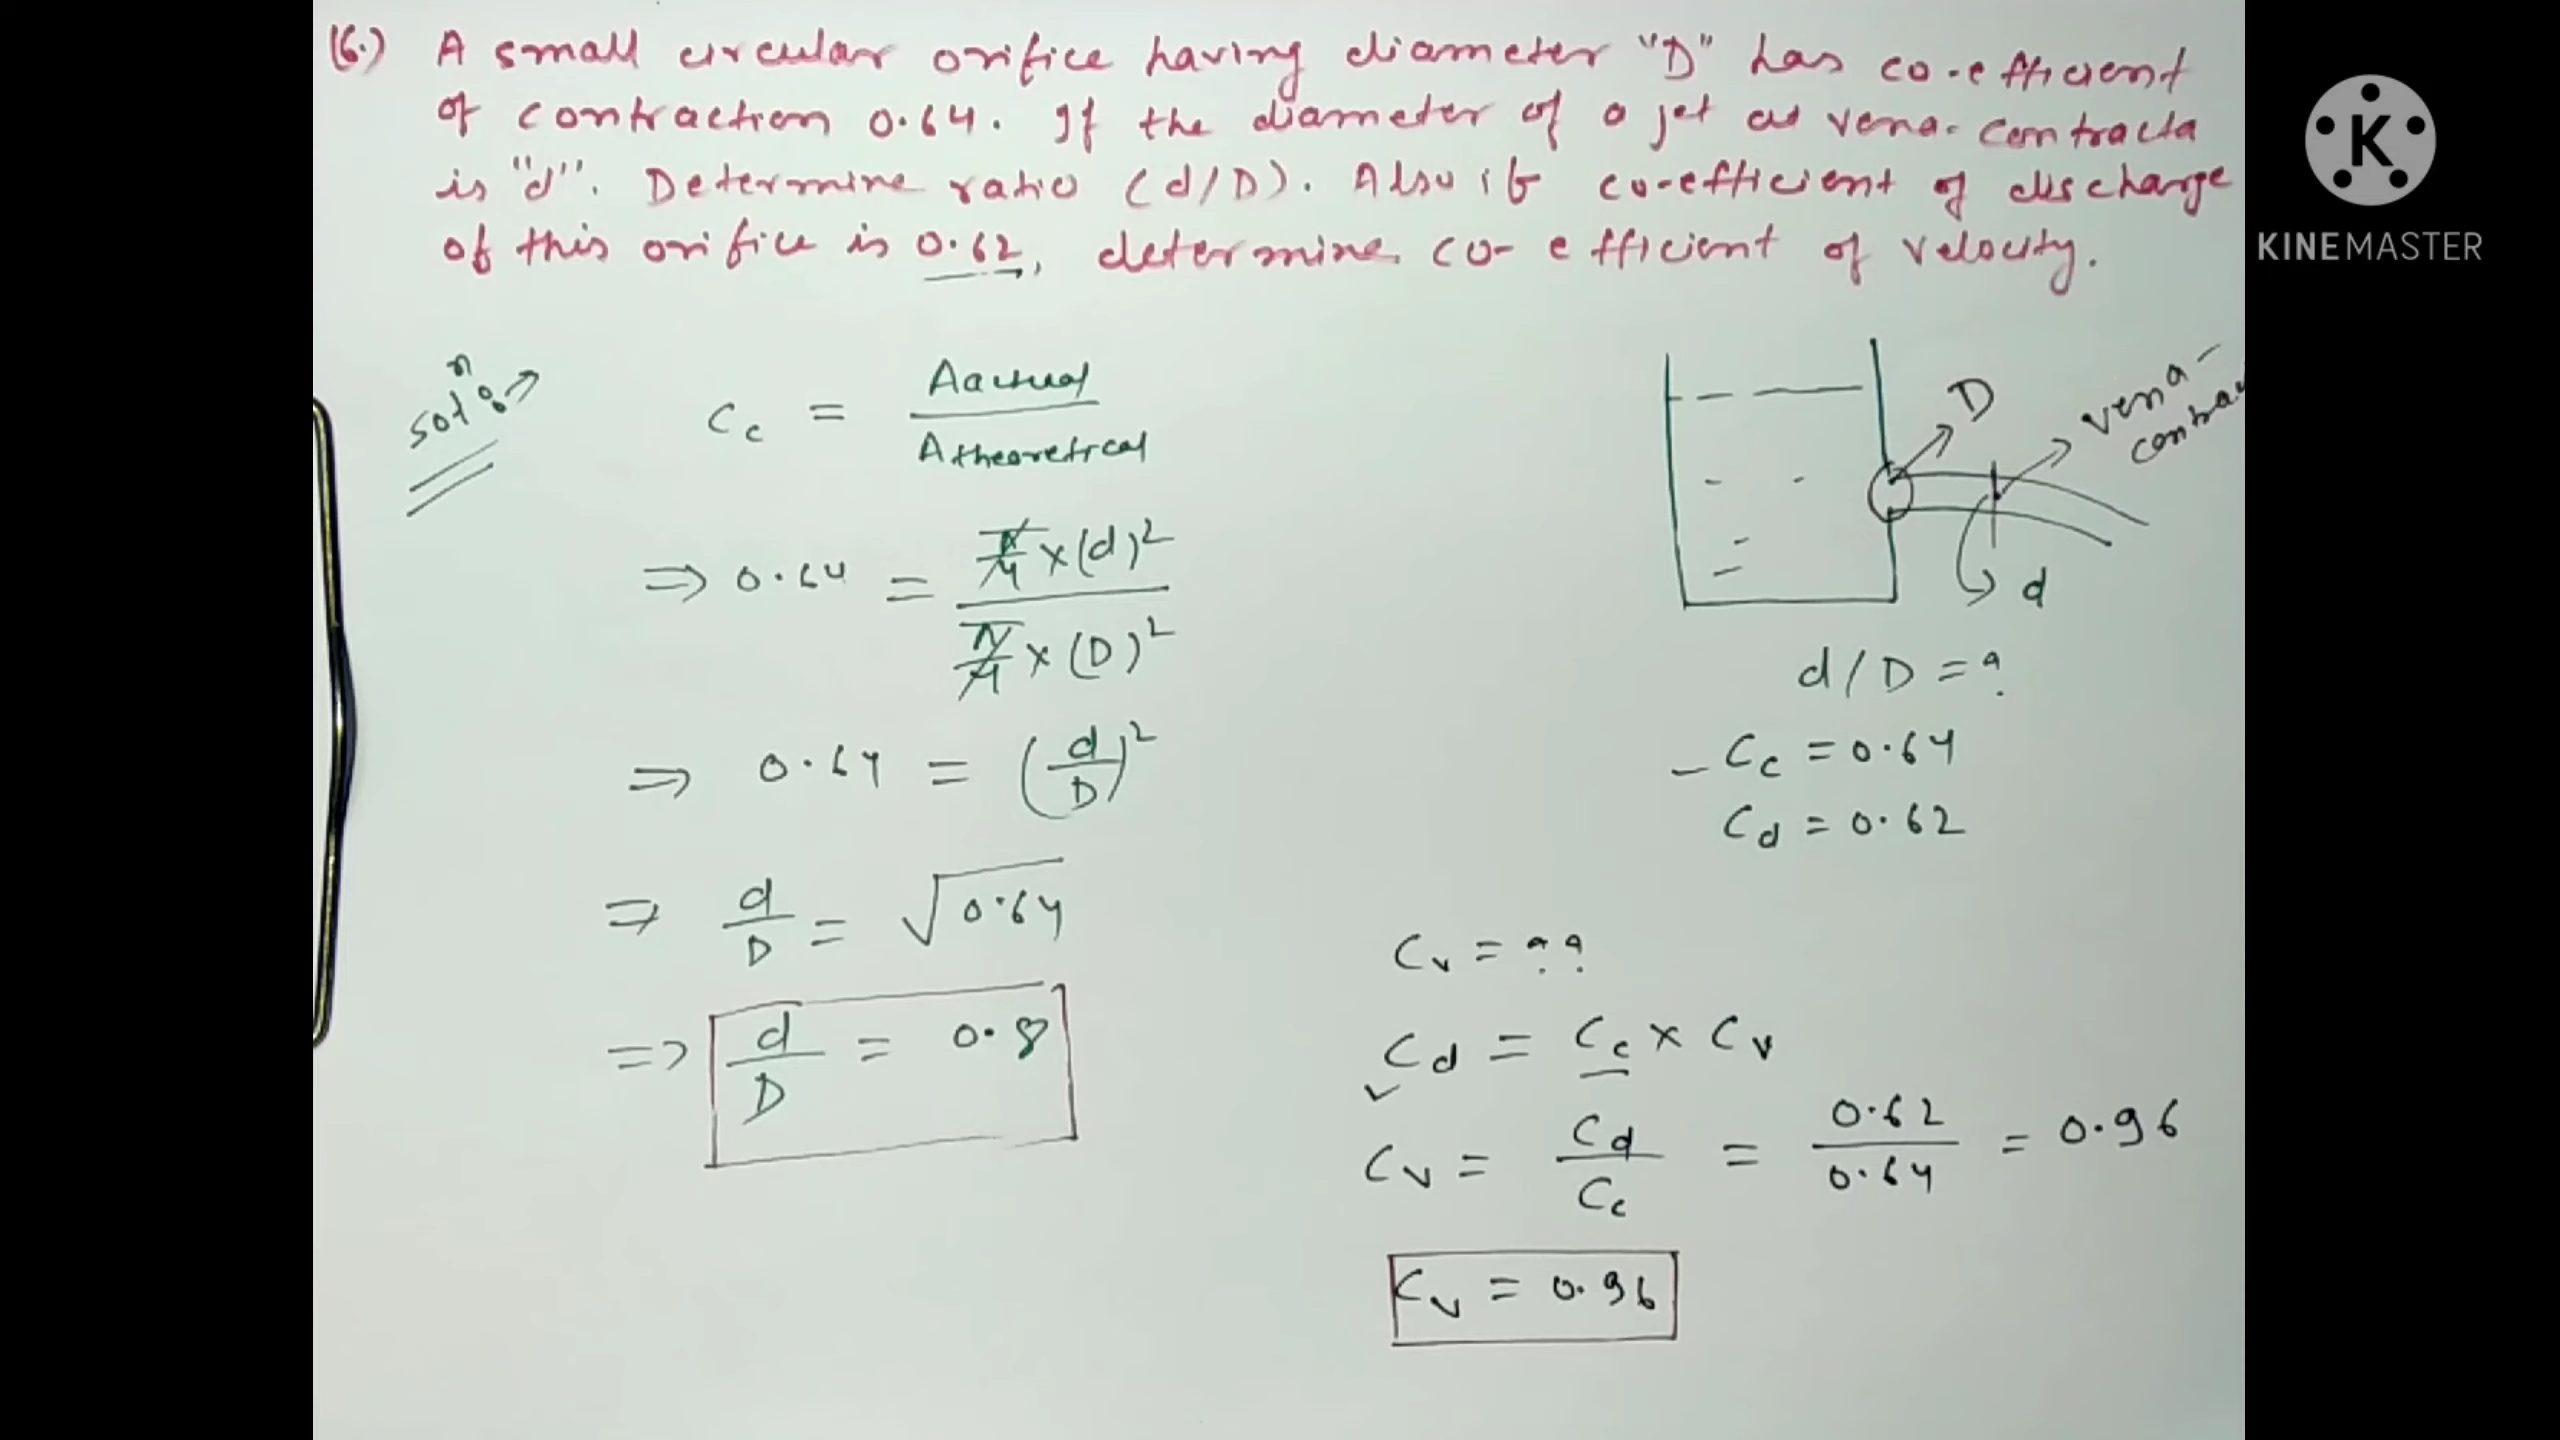 (6.) A small circular orifice having diameter "D" has co-efficient
of contraction 0.64. If the diameter of a jet at vena-contracta
is "d". Determine ratio (d/D). Also if co-efficient of discharge
of this orifice is 0.62, determine co-efficient of velocity.
Solⁿ:→
Cc = A actual / A theoretical
⇒ 0.64 = π/4 × (d)² / π/4 × (D)²
⇒ 0.64 = (d/D)²
⇒ d/D = √0.64
⇒ d/D = 0.8
D
vena-
d
d/D = ?
- Cc = 0.64
Cd = 0.62
Cv = ??
Cd = Cc × Cv
Cv = Cd/Cc = 0.62/0.64 = 0.96
Cv = 0.96
K
KINEMASTER